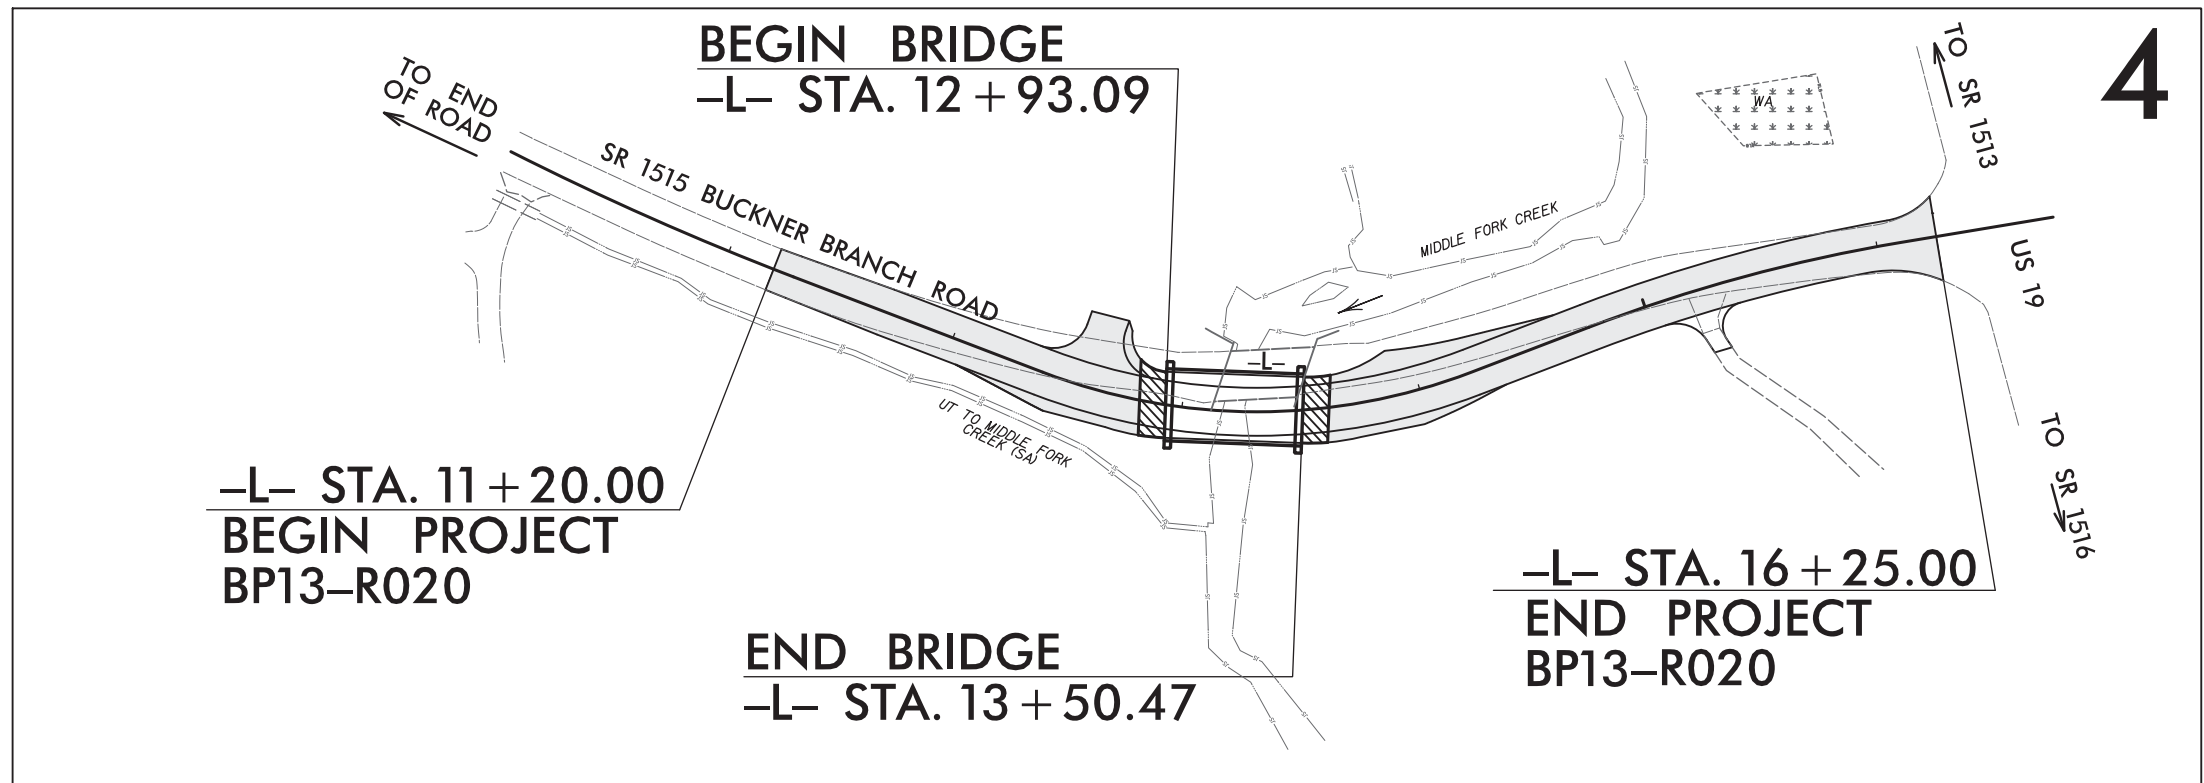 BEGIN BRIDGE
–L– STA. 12 + 93.09
4
TO END
OF ROAD
SR 1515 BUCKNER BRANCH ROAD
WA
TO SR 1513
MIDDLE FORK CREEK
US 19
–L–
UT TO MIDDLE FORK
CREEK (SA)
TO SR 1516
–L– STA. 11 + 20.00
BEGIN PROJECT
BP13–R020
–L– STA. 16 + 25.00
END PROJECT
BP13–R020
END BRIDGE
–L– STA. 13 + 50.47